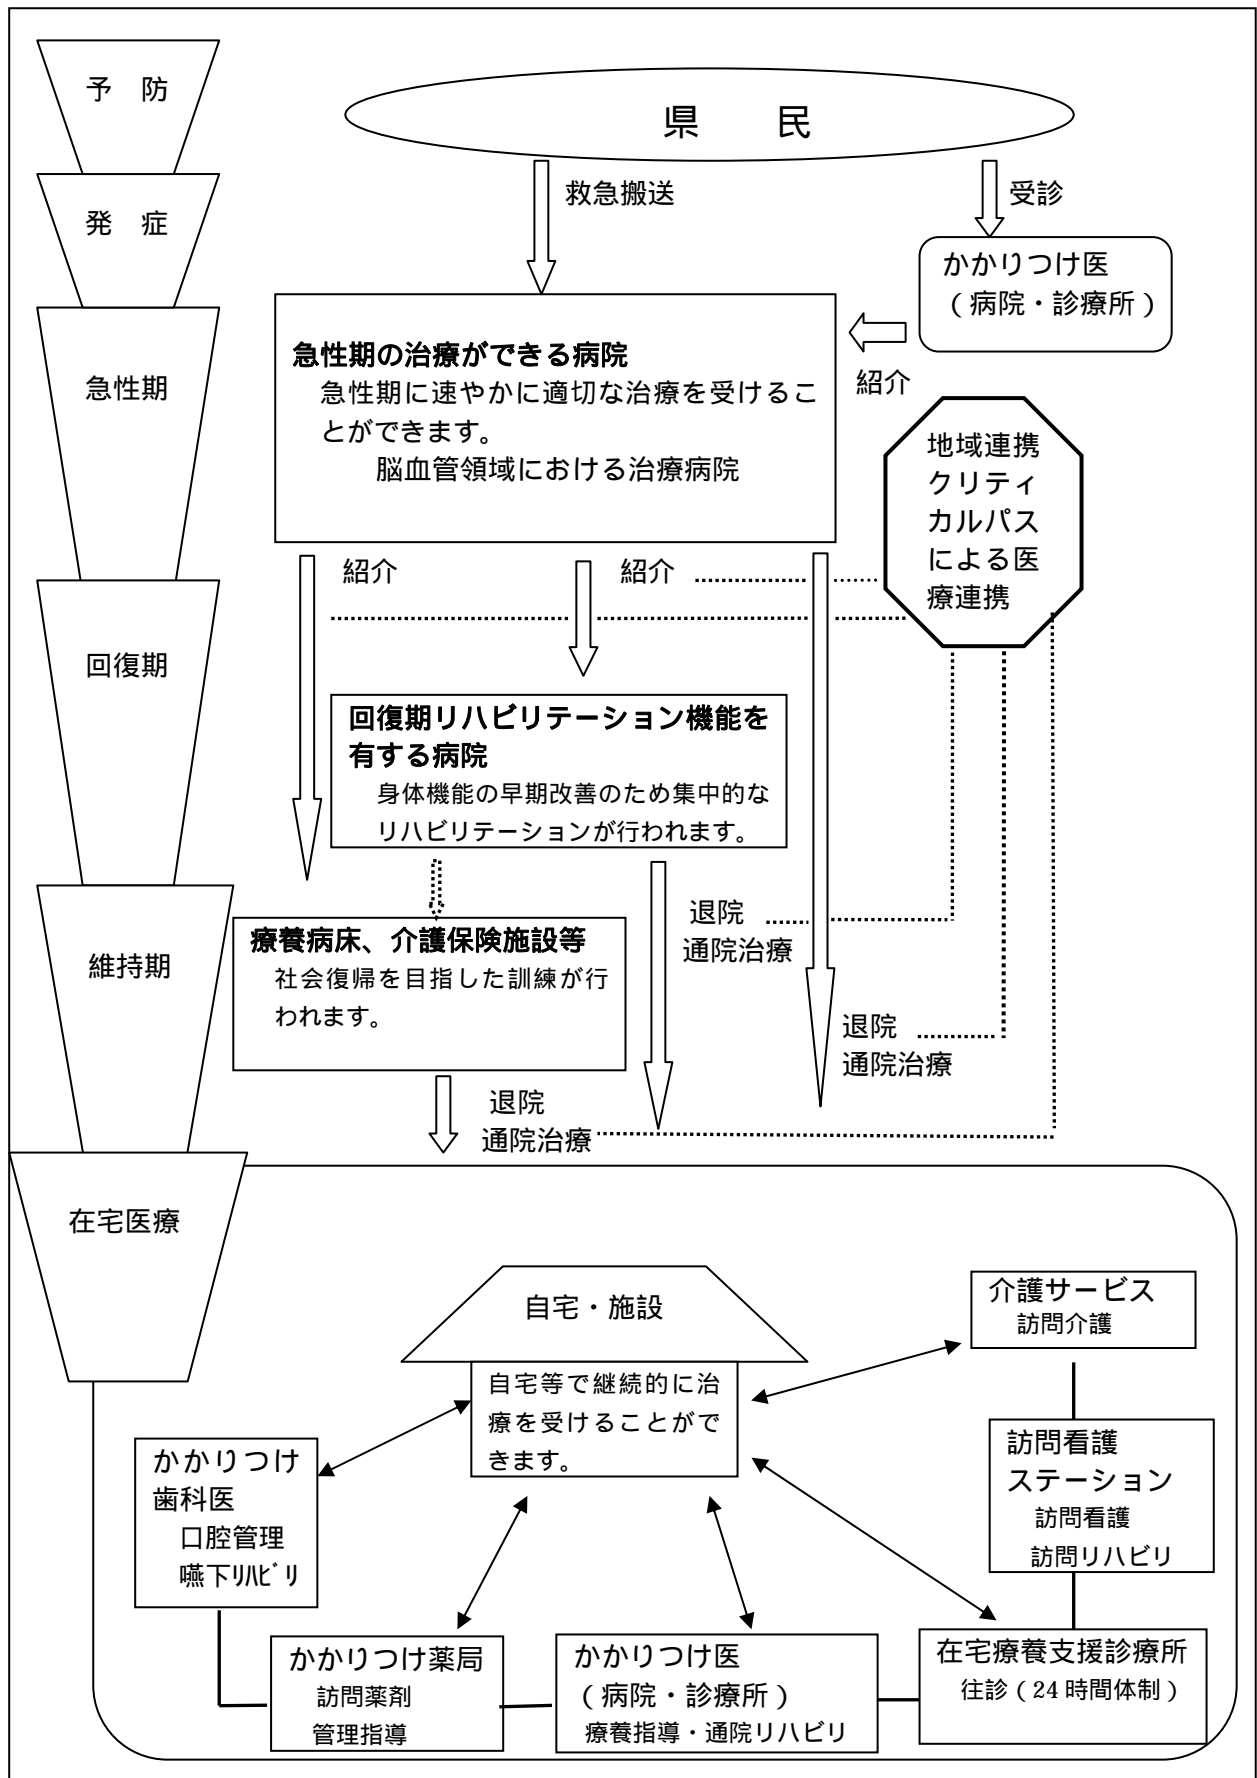 予　防
県　　民
救急搬送
受診
発　症
かかりつけ医
（病院・診療所）
紹介
急性期
急性期の治療ができる病院
急性期に速やかに適切な治療を受けるこ
とができます。
脳血管領域における治療病院
地域連携
クリティ
カルパス
による医
療連携
紹介
紹介
回復期
回復期リハビリテーション機能を
有する病院
身体機能の早期改善のため集中的な
リハビリテーションが行われます。
維持期
療養病床、介護保険施設等
社会復帰を目指した訓練が行
われます。
退院
通院治療
退院
通院治療
退院
通院治療
在宅医療
自宅・施設
自宅等で継続的に治
療を受けることがで
きます。
介護サービス
訪問介護
訪問看護
ステーション
訪問看護
訪問リハビリ
かかりつけ
歯科医
口腔管理
嚥下ﾘﾊﾋﾞﾘ
かかりつけ薬局
訪問薬剤
管理指導
かかりつけ医
（病院・診療所）
療養指導・通院リハビリ
在宅療養支援診療所
往診（24時間体制）